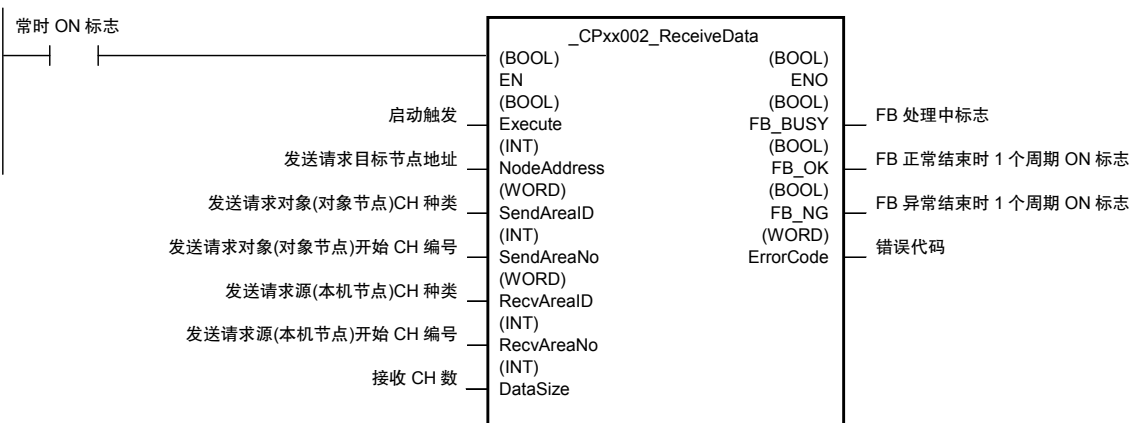 常时 ON 标志
_CPxx002_ReceiveData
(BOOL) (BOOL)
EN ENO
(BOOL) (BOOL)
启动触发 Execute FB_BUSY FB 处理中标志
(INT) (BOOL)
发送请求目标节点地址 NodeAddress FB_OK FB 正常结束时 1 个周期 ON 标志
(WORD) (BOOL)
发送请求对象(对象节点)CH 种类 SendAreaID FB_NG FB 异常结束时 1 个周期 ON 标志
(INT) (WORD)
发送请求对象(对象节点)开始 CH 编号 SendAreaNo ErrorCode 错误代码
(WORD)
发送请求源(本机节点)CH 种类 RecvAreaID
(INT)
发送请求源(本机节点)开始 CH 编号 RecvAreaNo
(INT)
接收 CH 数 DataSize